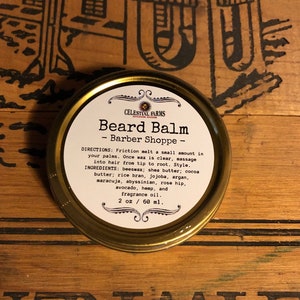 CELESTIAL FARMS
Beard Balm
- Barber Shoppe -
DIRECTIONS: Friction melt a small amount in
your palms. Once wax is clear, massage
into hair from tip to root. Style.
INGREDIENTS: beeswax; shea butter; cocoa
butter; rice bran, jojoba, argan,
maracuja, abyssinian, rose hip,
avocado, hemp, and
fragrance oil.
2 oz / 60 ml.